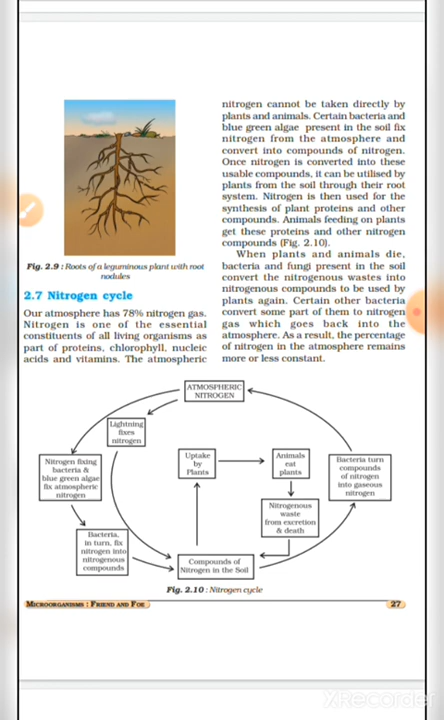 Fig. 2.9 : Roots of a leguminous plant with root
nodules
2.7 Nitrogen cycle
Our atmosphere has 78% nitrogen gas.
Nitrogen is one of the essential
constituents of all living organisms as
part of proteins, chlorophyll, nucleic
acids and vitamins. The atmospheric
nitrogen cannot be taken directly by
plants and animals. Certain bacteria and
blue green algae present in the soil fix
nitrogen from the atmosphere and
convert into compounds of nitrogen.
Once nitrogen is converted into these
usable compounds, it can be utilised by
plants from the soil through their root
system. Nitrogen is then used for the
synthesis of plant proteins and other
compounds. Animals feeding on plants
get these proteins and other nitrogen
compounds (Fig. 2.10).
When plants and animals die,
bacteria and fungi present in the soil
convert the nitrogenous wastes into
nitrogenous compounds to be used by
plants again. Certain other bacteria
convert some part of them to nitrogen
gas which goes back into the
atmosphere. As a result, the percentage
of nitrogen in the atmosphere remains
more or less constant.
ATMOSPHERIC
NITROGEN
Lightning
fixes
nitrogen
Nitrogen fixing
bacteria &
blue green algae
fix atmospheric
nitrogen
Uptake
by
Plants
Animals
eat
plants
Bacteria turn
compounds
of nitrogen
into gaseous
nitrogen
Nitrogenous
waste
from excretion
& death
Bacteria,
in turn, fix
nitrogen into
nitrogenous
compounds
Compounds of
Nitrogen in the Soil
Fig. 2.10 : Nitrogen cycle
MICROORGANISMS : FRIEND AND FOE
27
XRecorder